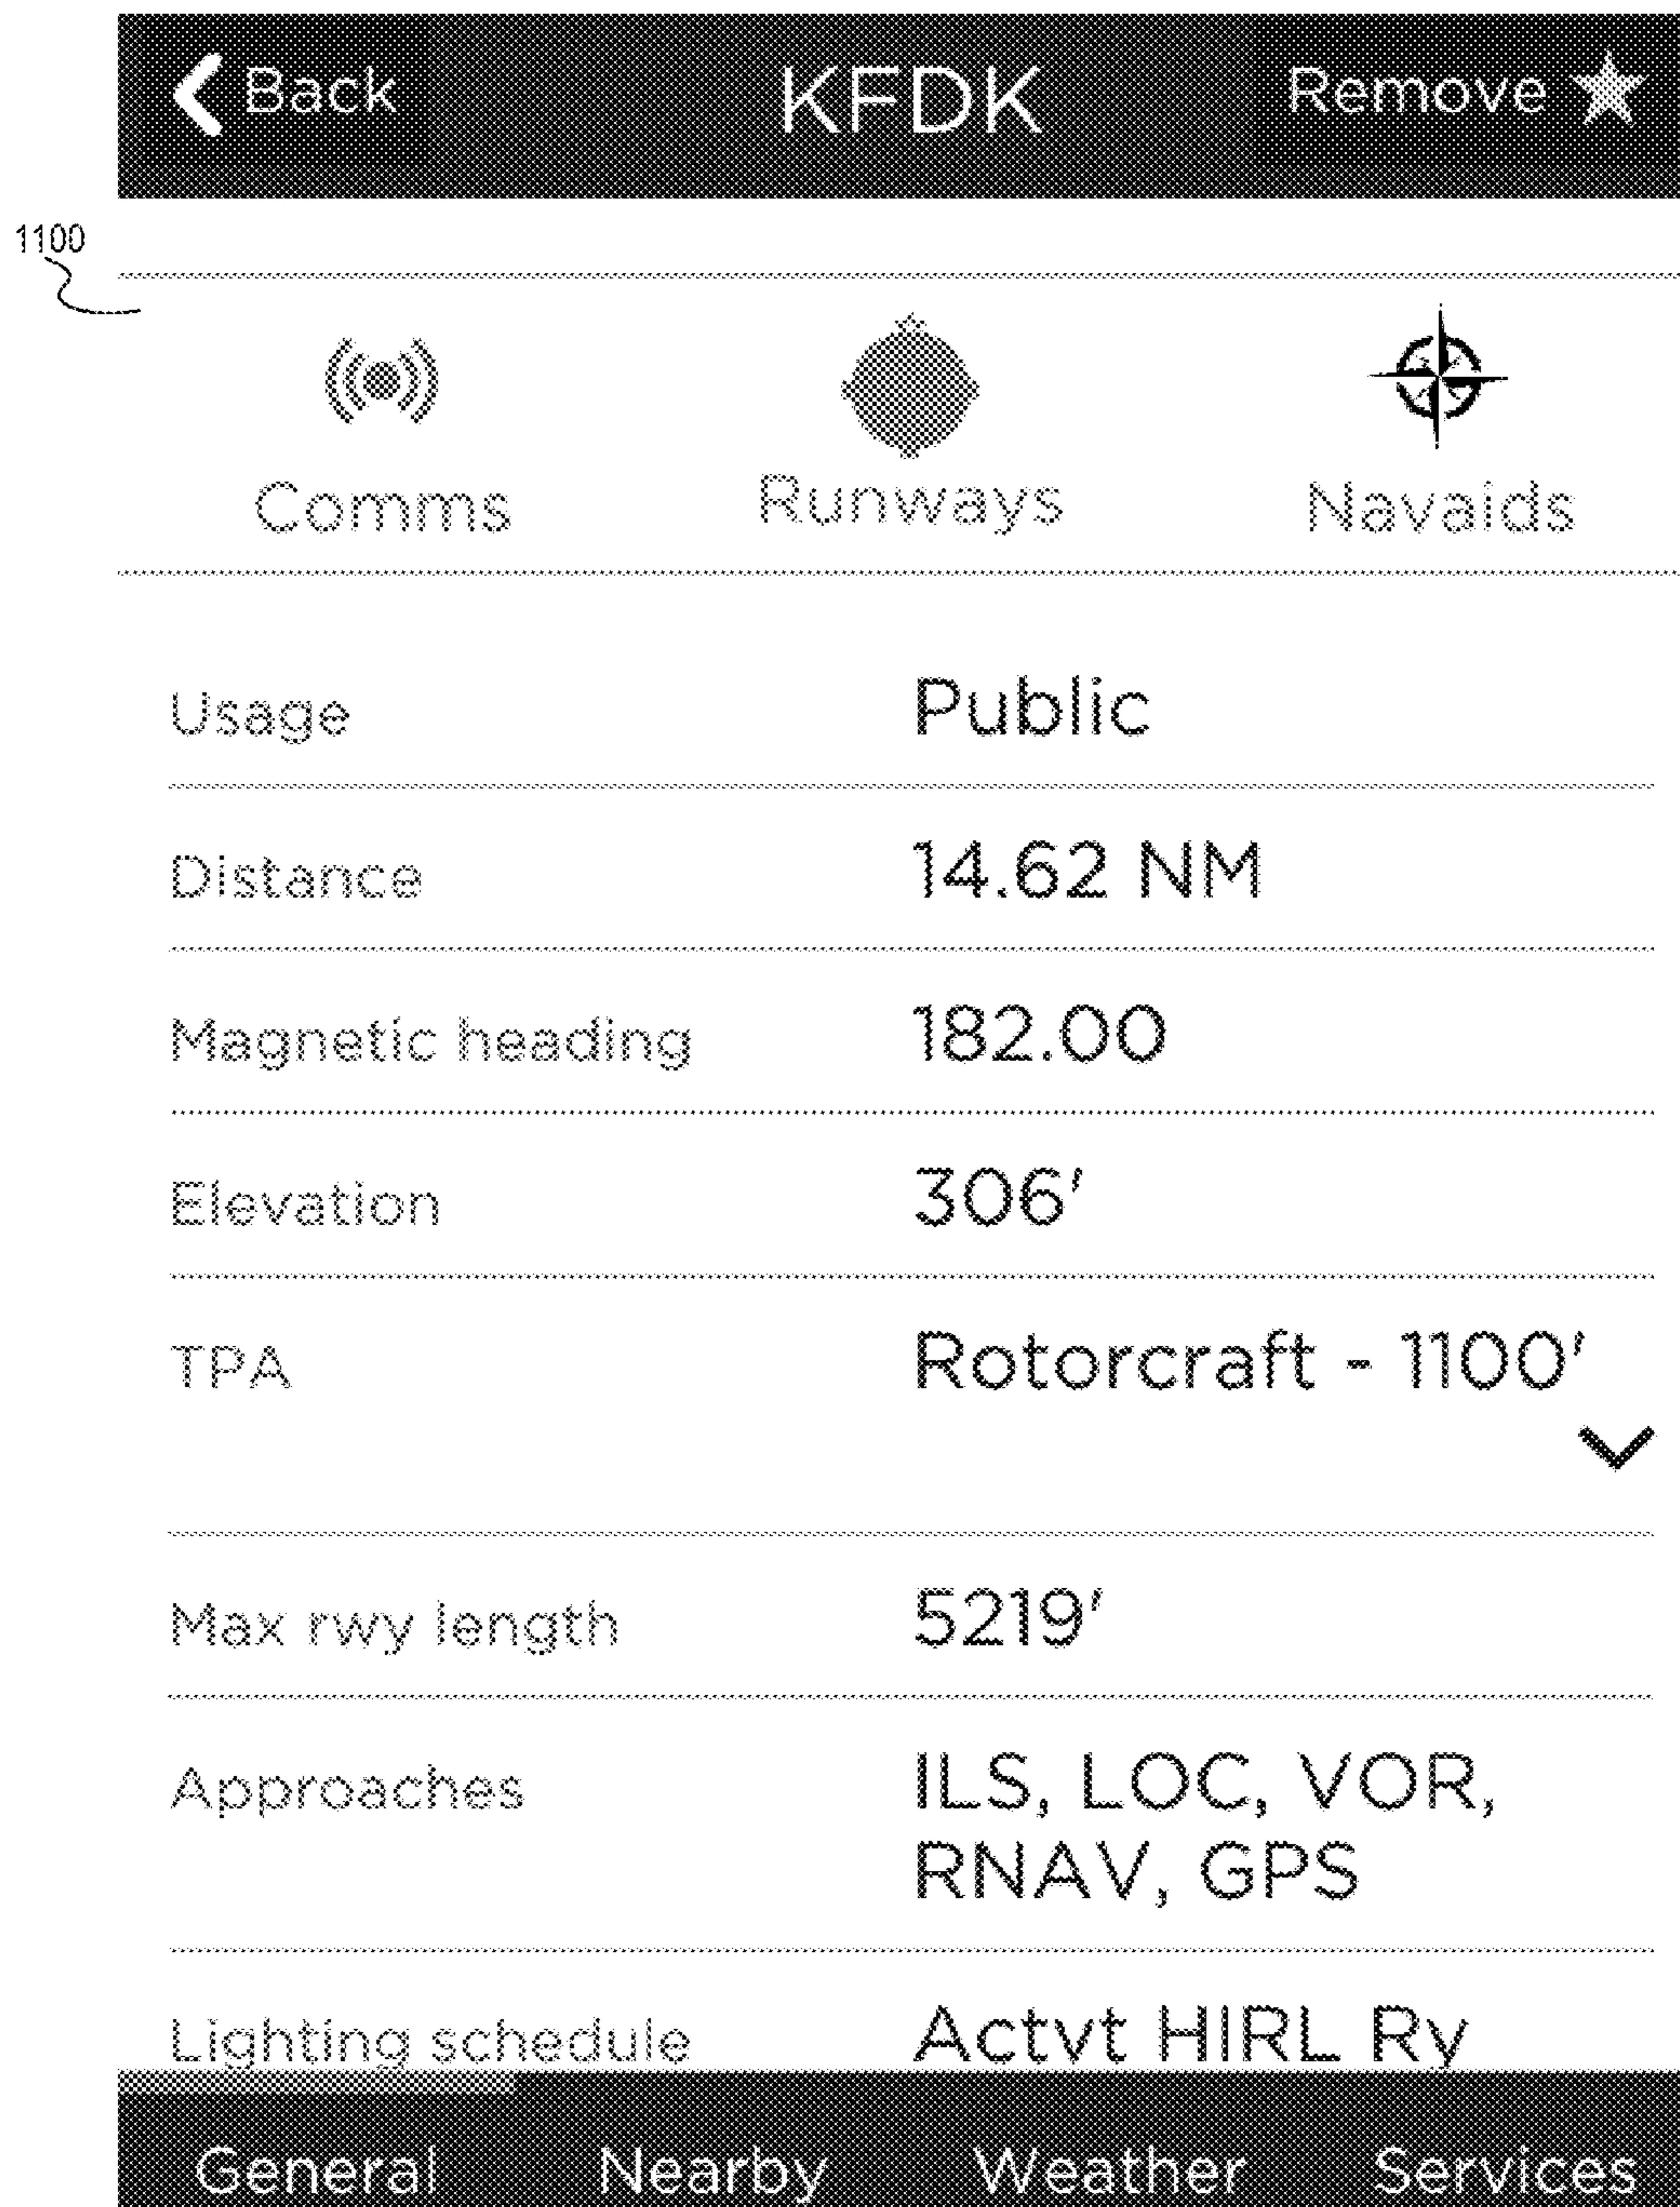 Back KFDK Remove
1100
Comms Runways Navaids
Usage Public
Distance 14.62 NM
Magnetic heading 182.00
Elevation 306'
TPA Rotorcraft - 1100'
Max rwy length 5219'
Approaches ILS, LOC, VOR,
RNAV, GPS
Lighting schedule Actvt HIRL Ry
General Nearby Weather Services